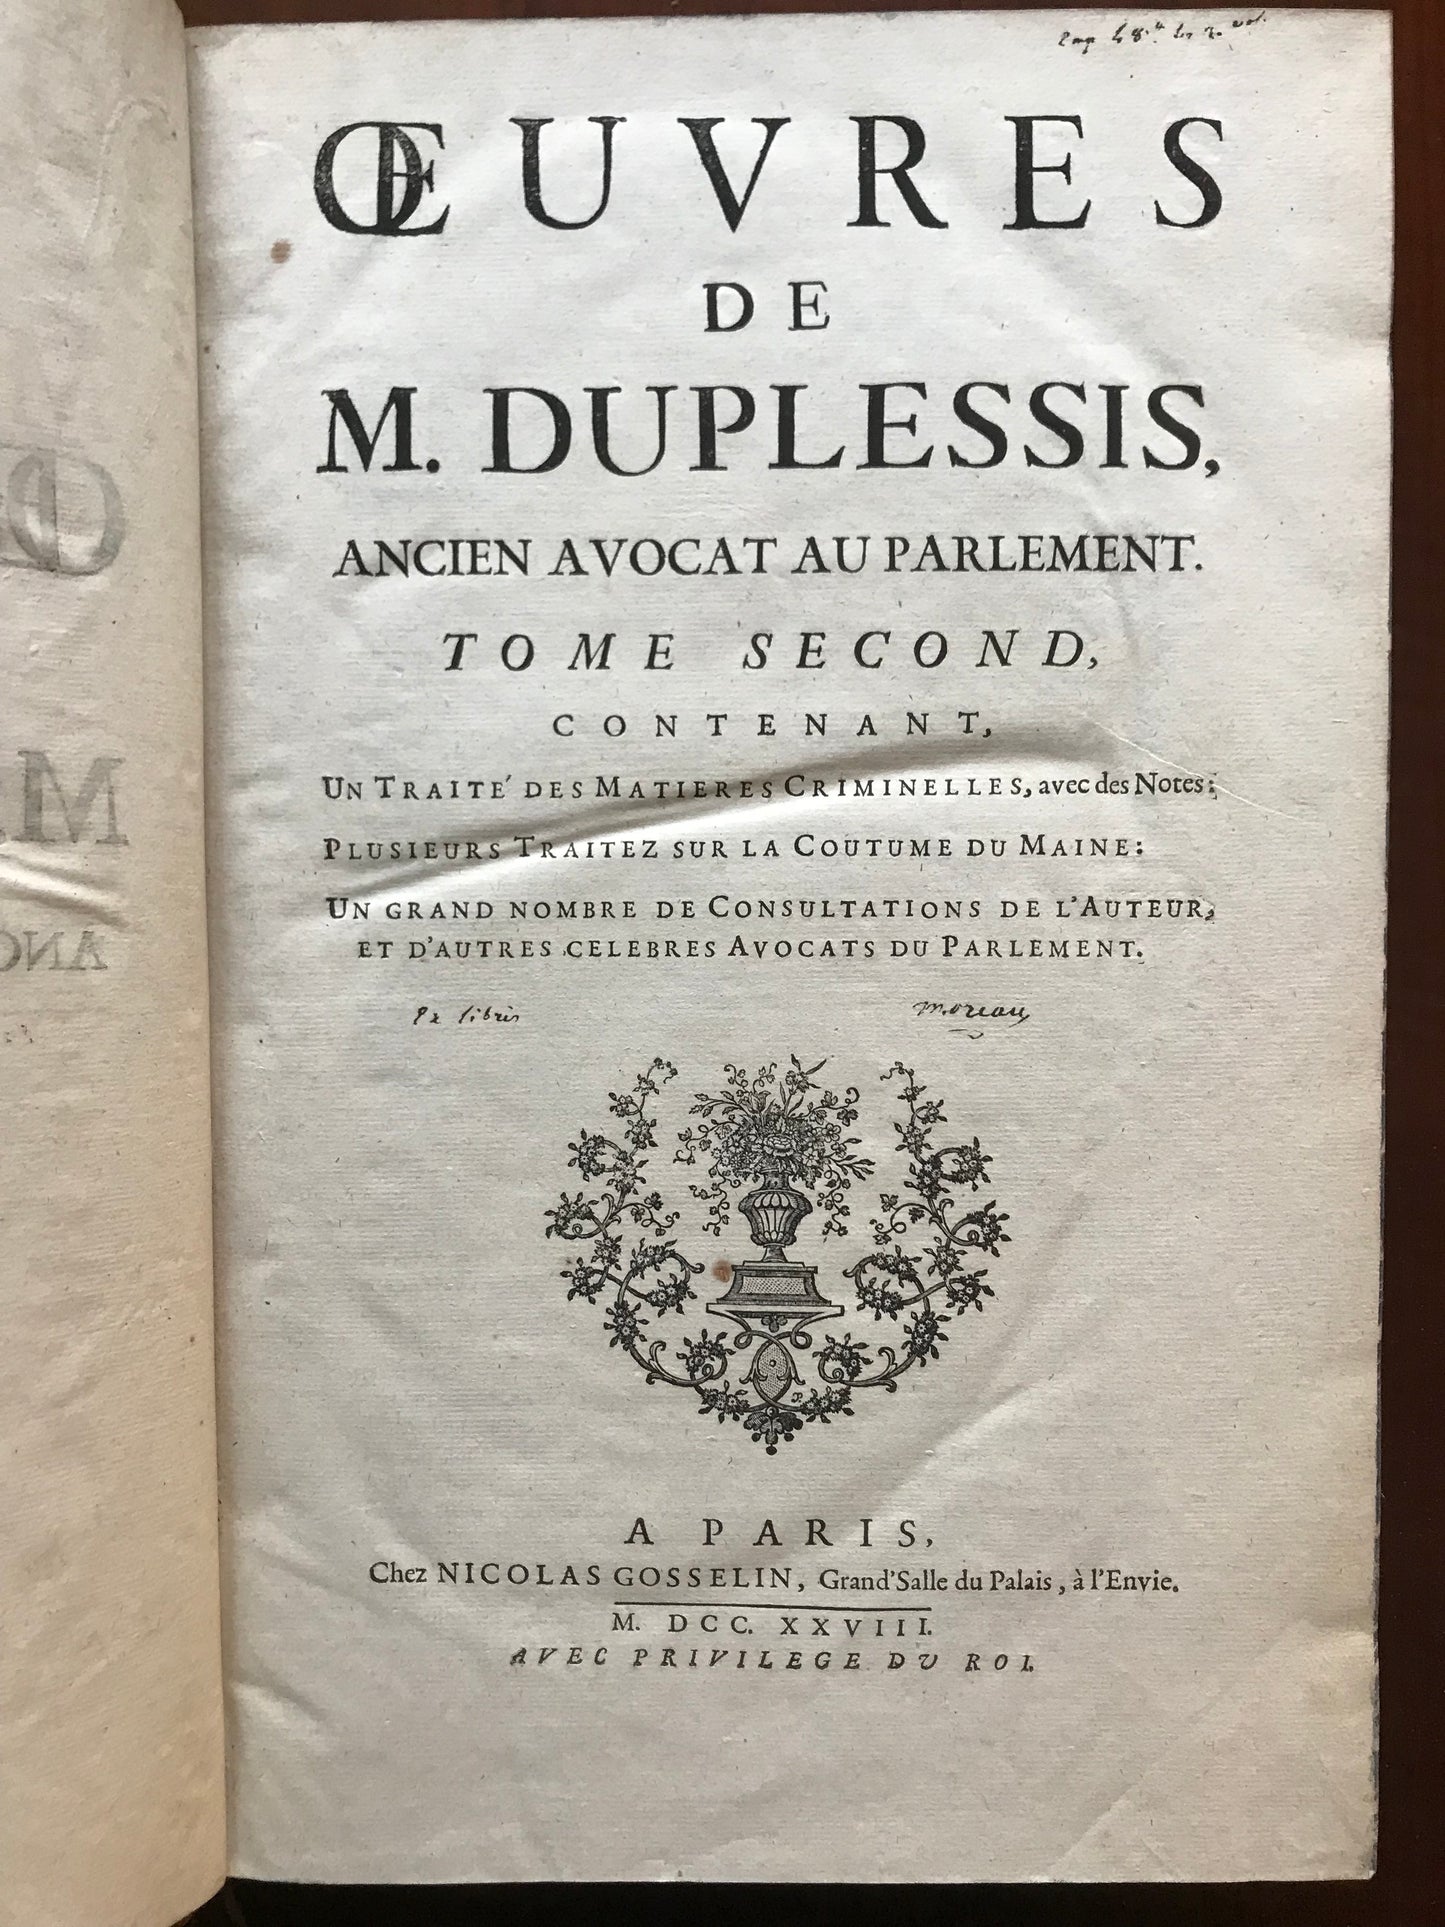 ŒUVRES
DE
M. DUPLESSIS,
ANCIEN AVOCAT AU PARLEMENT.
TOME SECOND,
CONTENANT,
UN TRAITÉ DES MATIERES CRIMINELLES, avec des Notes:
PLUSIEURS TRAITEZ SUR LA COUTUME DU MAINE:
UN GRAND NOMBRE DE CONSULTATIONS DE L'AUTEUR,
ET D'AUTRES CELEBRES AVOCATS DU PARLEMENT.
Ex libris Moreau
A PARIS,
Chez NICOLAS GOSSELIN, Grand'Salle du Palais, à l'Envie.
M. DCC. XXVIII.
AVEC PRIVILEGE DU ROI.